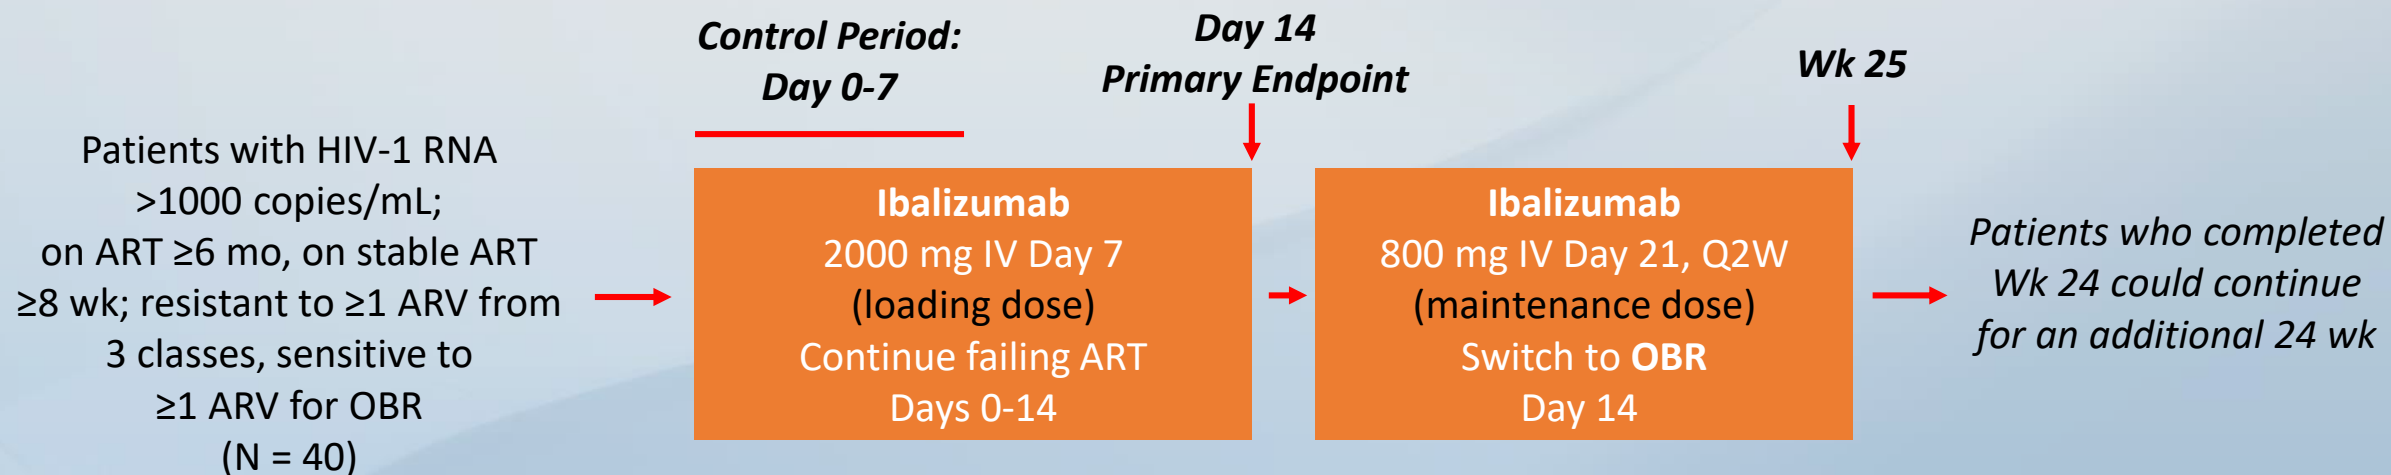 Control Period:
Day 0-7
Day 14
Primary Endpoint
Wk 25
Patients with HIV-1 RNA
>1000 copies/mL;
on ART ≥6 mo, on stable ART
≥8 wk; resistant to ≥1 ARV from
3 classes, sensitive to
≥1 ARV for OBR
(N = 40)
Ibalizumab
2000 mg IV Day 7
(loading dose)
Continue failing ART
Days 0-14
Ibalizumab
800 mg IV Day 21, Q2W
(maintenance dose)
Switch to OBR
Day 14
Patients who completed
Wk 24 could continue
for an additional 24 wk